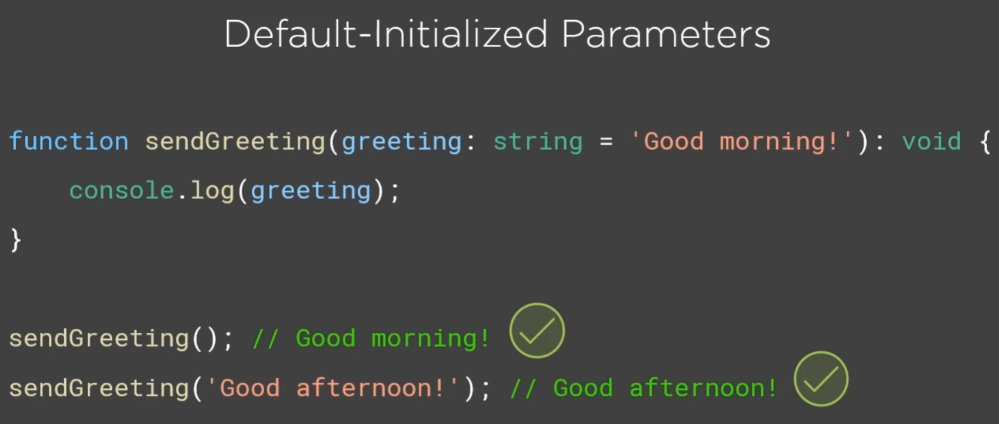 Default-Initialized Parameters
function sendGreeting(greeting: string = 'Good morning!'): void {
    console.log(greeting);
}
sendGreeting(); // Good morning!
sendGreeting('Good afternoon!'); // Good afternoon!